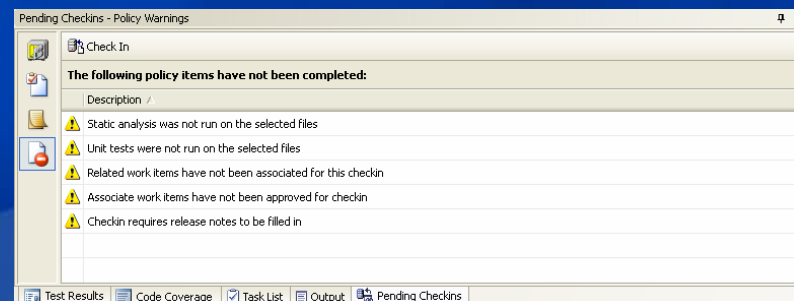 Pending Checkins - Policy Warnings
Check In
The following policy items have not been completed:
Description
Static analysis was not run on the selected files
Unit tests were not run on the selected files
Related work items have not been associated for this checkin
Associate work items have not been approved for checkin
Checkin requires release notes to be filled in
Test Results Code Coverage Task List Output Pending Checkins